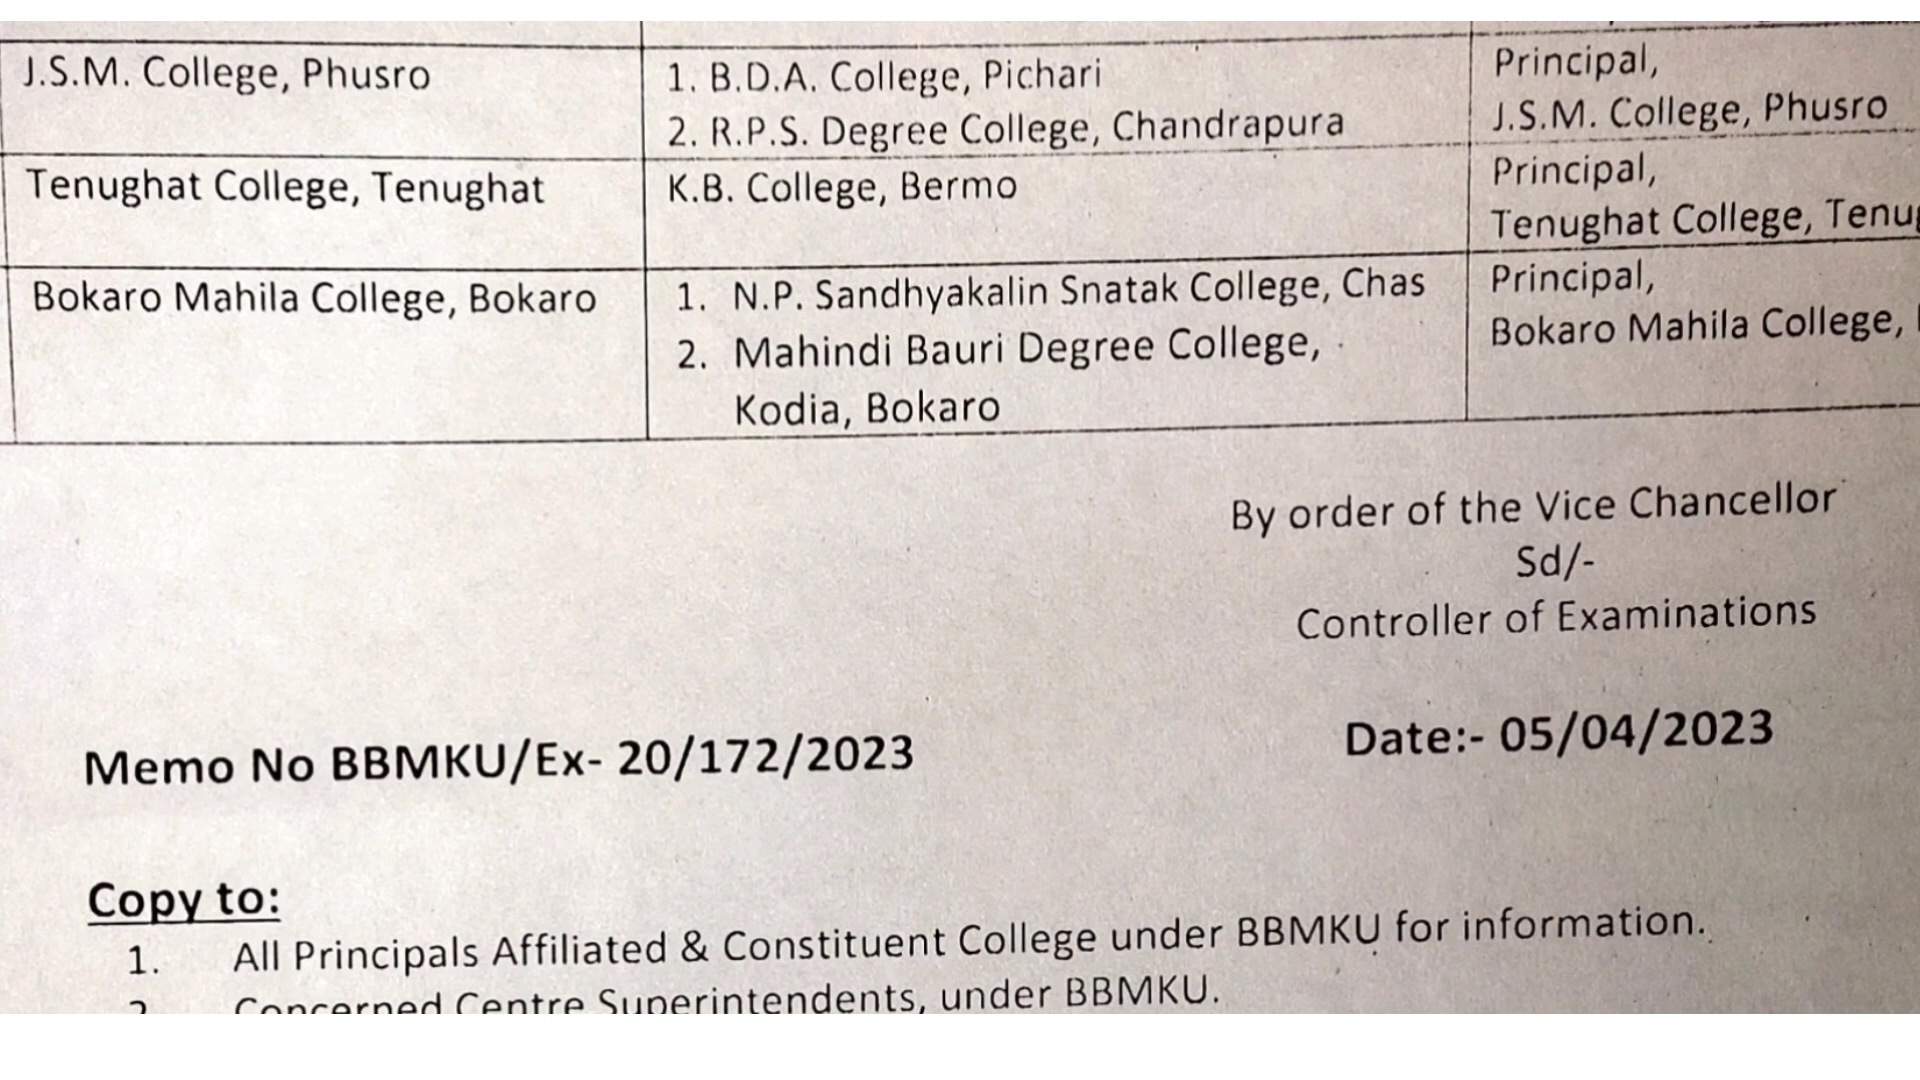 J.S.M. College, Phusro
1. B.D.A. College, Pichari
2. R.P.S. Degree College, Chandrapura
Principal,
J.S.M. College, Phusro
Tenughat College, Tenughat
K.B. College, Bermo
Principal,
Tenughat College,
Bokaro Mahila College, Bokaro
1. N.P. Sandhyakalin Snatak College, Chas
2. Mahindi Bauri Degree College,
Kodia, Bokaro
Principal,
Bokaro Mahila College,
By order of the Vice Chancellor
Sd/-
Controller of Examinations
Memo No BBMKU/Ex- 20/172/2023
Date:- 05/04/2023
Copy to:
1. All Principals Affiliated & Constituent College under BBMKU for information.
2. Concerned Centre Superintendents, under BBMKU.